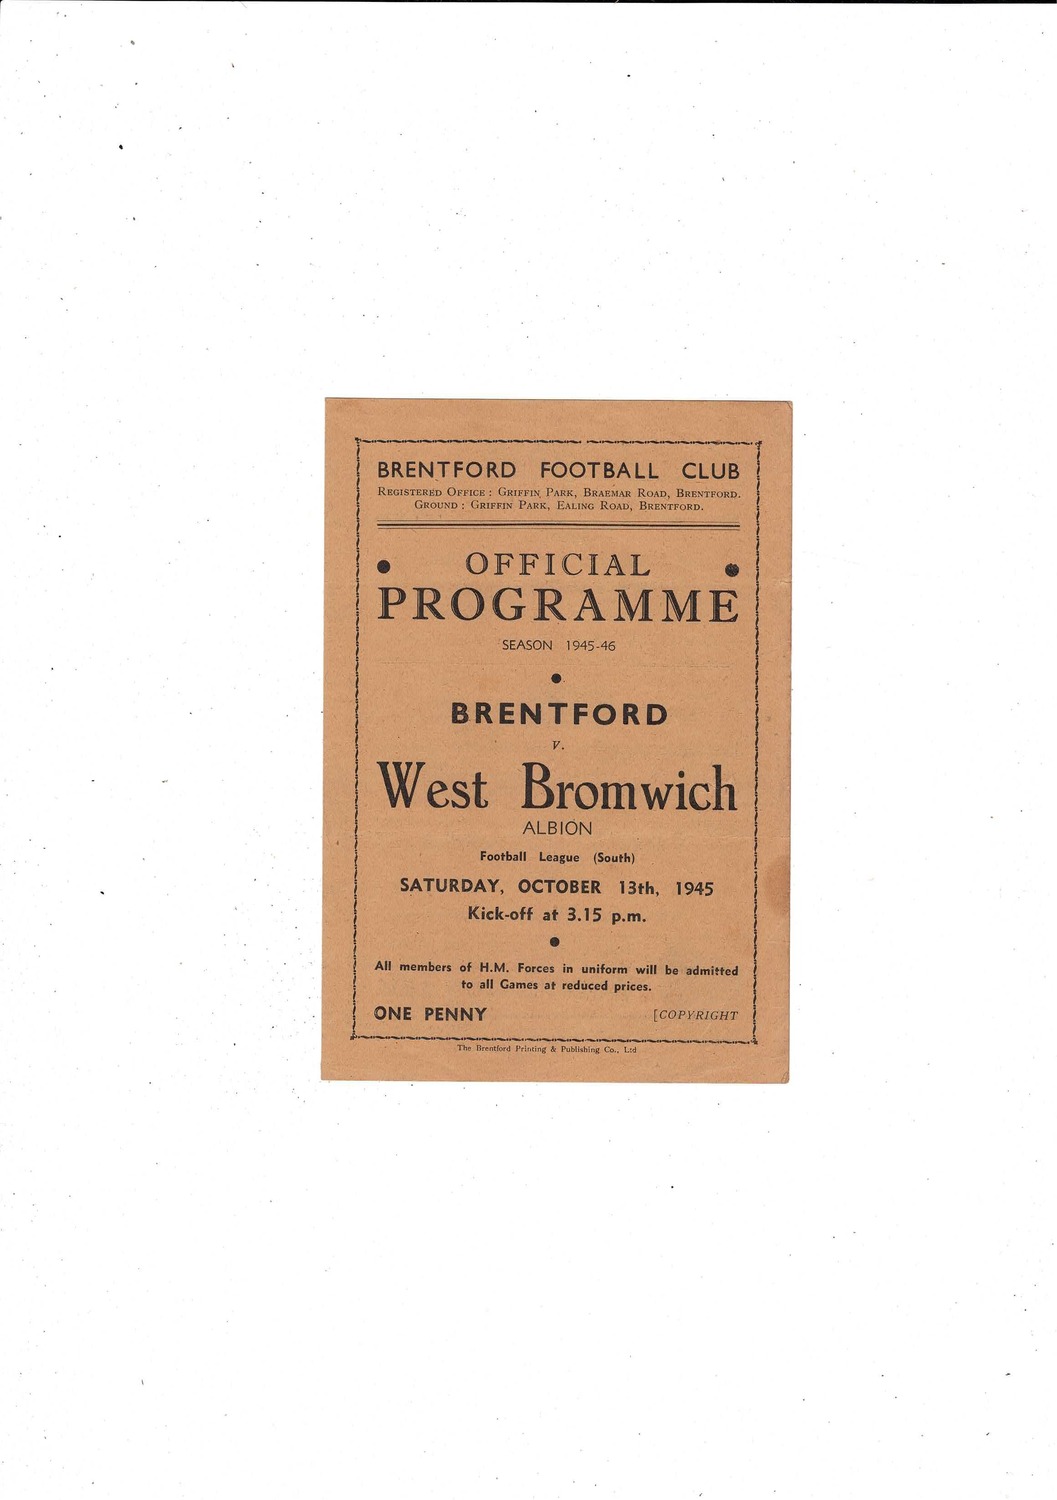 BRENTFORD FOOTBALL CLUB
REGISTERED OFFICE : GRIFFIN PARK, BRAEMAR ROAD, BRENTFORD.
GROUND : GRIFFIN PARK, EALING ROAD, BRENTFORD.
OFFICIAL
PROGRAMME
SEASON 1945-46
BRENTFORD
v.
West Bromwich
ALBION
Football League (South)
SATURDAY, OCTOBER 13th, 1945
Kick-off at 3.15 p.m.
All members of H.M. Forces in uniform will be admitted
to all Games at reduced prices.
ONE PENNY [COPYRIGHT
The Brentford Printing & Publishing Co., Ltd